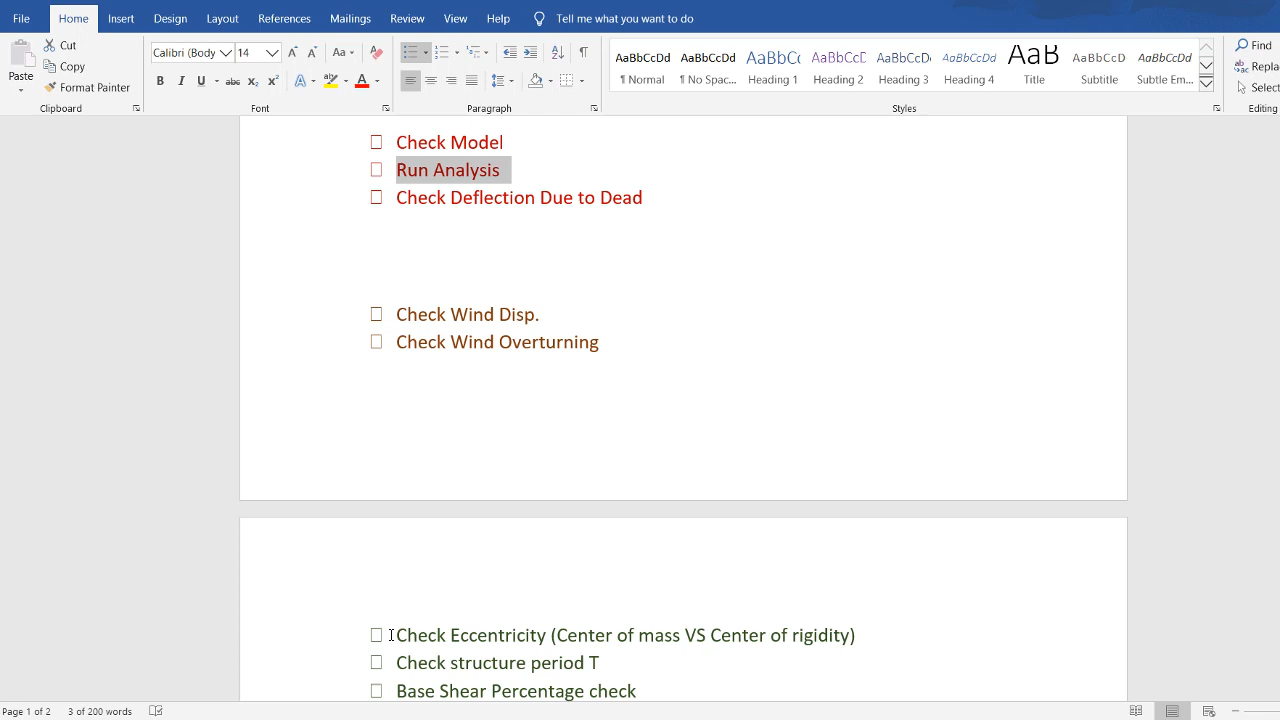 File Home Insert Design Layout References Mailings Review View Help Tell me what you want to do
Paste
Cut
Copy
Format Painter
Clipboard
Calibri (Body 14 Aa
B I U abc X₂ X² A A
Font
Paragraph
AaBbCcDd AaBbCcDd AaBbCc AaBbCcD AaBbCcD AaBbCcDd AaB AaBbCcD AaBbCcDd
¶ Normal ¶ No Spac... Heading 1 Heading 2 Heading 3 Heading 4 Title Subtitle Subtle Em...
Styles
Find
Repla
Select
Editing
Check Model
Run Analysis
Check Deflection Due to Dead
Check Wind Disp.
Check Wind Overturning
Check Eccentricity (Center of mass VS Center of rigidity)
Check structure period T
Base Shear Percentage check
Page 1 of 2 3 of 200 words